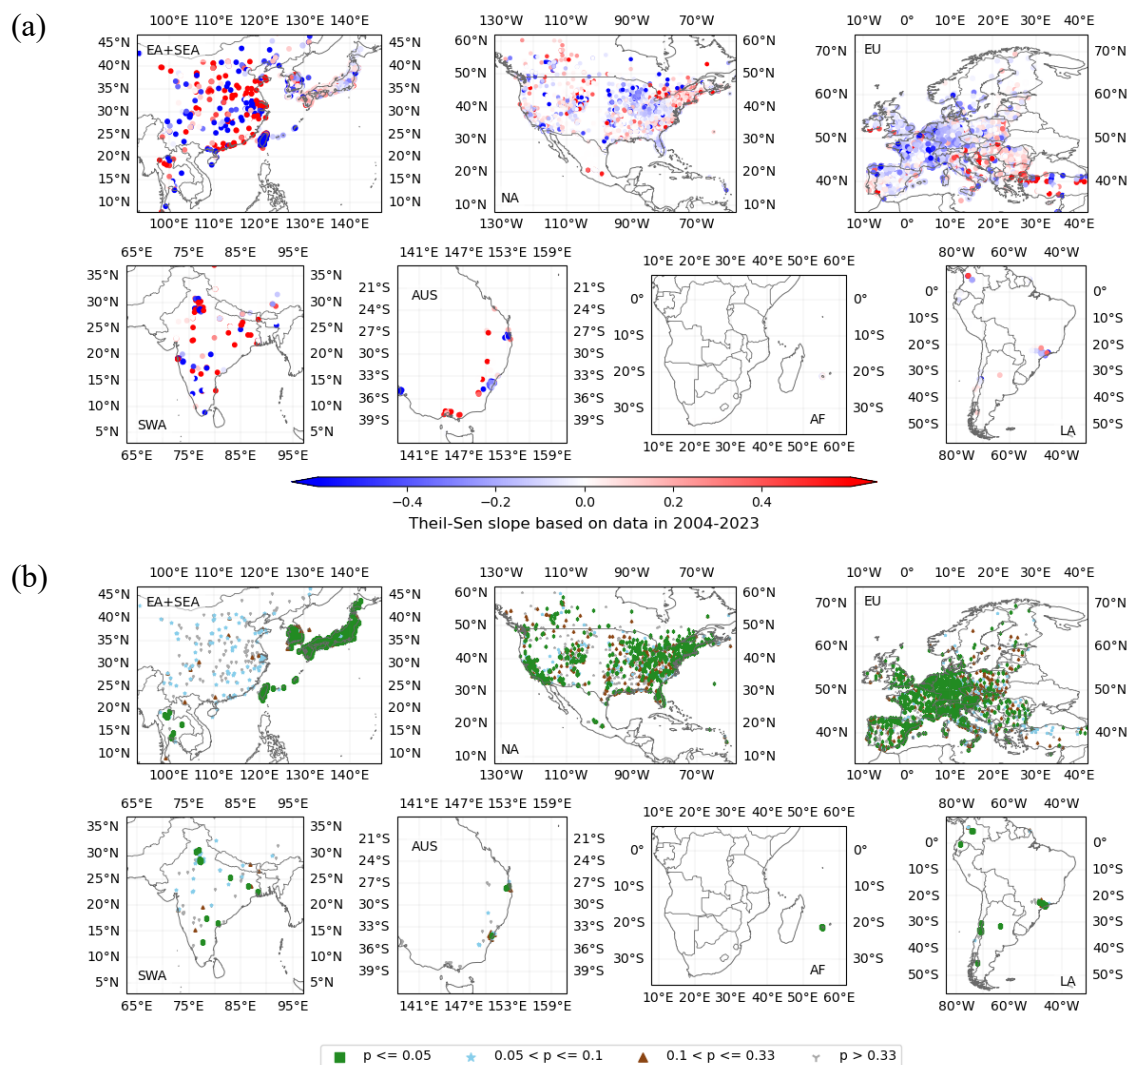 (a)
100°E 110°E 120°E 130°E 140°E
130°W 110°W 90°W 70°W
10°W 0° 10°E 20°E 30°E 40°E
45°N EA+SEA 45°N
40°N 40°N
35°N 35°N
30°N 30°N
25°N 25°N
20°N 20°N
15°N 15°N
10°N 10°N
60°N 60°N
50°N 50°N
40°N 40°N
30°N 30°N
20°N 20°N
10°N NA 10°N
70°N EU 70°N
60°N 60°N
50°N 50°N
40°N 40°N
100°E 110°E 120°E 130°E 140°E
130°W 110°W 90°W 70°W
10°W 0° 10°E 20°E 30°E 40°E
65°E 75°E 85°E 95°E
141°E 147°E 153°E 159°E
10°E 20°E 30°E 40°E 50°E 60°E
80°W 60°W 40°W
35°N 35°N
30°N 30°N
25°N 25°N
20°N 20°N
15°N 15°N
10°N 10°N
5°N SWA 5°N
AUS
21°S 21°S
24°S 24°S
27°S 27°S
30°S 30°S
33°S 33°S
36°S 36°S
39°S 39°S
0° 0°
10°S 10°S
20°S 20°S
30°S 30°S
AF
0° 0°
10°S 10°S
20°S 20°S
30°S 30°S
40°S 40°S
50°S 50°S
LA
65°E 75°E 85°E 95°E
141°E 147°E 153°E 159°E
10°E 20°E 30°E 40°E 50°E 60°E
80°W 60°W 40°W
−0.4 −0.2 0.0 0.2 0.4
Theil-Sen slope based on data in 2004-2023
(b)
100°E 110°E 120°E 130°E 140°E
130°W 110°W 90°W 70°W
10°W 0° 10°E 20°E 30°E 40°E
45°N EA+SEA 45°N
40°N 40°N
35°N 35°N
30°N 30°N
25°N 25°N
20°N 20°N
15°N 15°N
10°N 10°N
60°N 60°N
50°N 50°N
40°N 40°N
30°N 30°N
20°N 20°N
10°N NA 10°N
70°N EU 70°N
60°N 60°N
50°N 50°N
40°N 40°N
100°E 110°E 120°E 130°E 140°E
130°W 110°W 90°W 70°W
10°W 0° 10°E 20°E 30°E 40°E
65°E 75°E 85°E 95°E
141°E 147°E 153°E 159°E
10°E 20°E 30°E 40°E 50°E 60°E
80°W 60°W 40°W
35°N 35°N
30°N 30°N
25°N 25°N
20°N 20°N
15°N 15°N
10°N 10°N
5°N SWA 5°N
AUS
21°S 21°S
24°S 24°S
27°S 27°S
30°S 30°S
33°S 33°S
36°S 36°S
39°S 39°S
0° 0°
10°S 10°S
20°S 20°S
30°S 30°S
AF
0° 0°
10°S 10°S
20°S 20°S
30°S 30°S
40°S 40°S
50°S 50°S
LA
65°E 75°E 85°E 95°E
141°E 147°E 153°E 159°E
10°E 20°E 30°E 40°E 50°E 60°E
80°W 60°W 40°W
p <= 0.05 0.05 < p <= 0.1 0.1 < p <= 0.33 p > 0.33